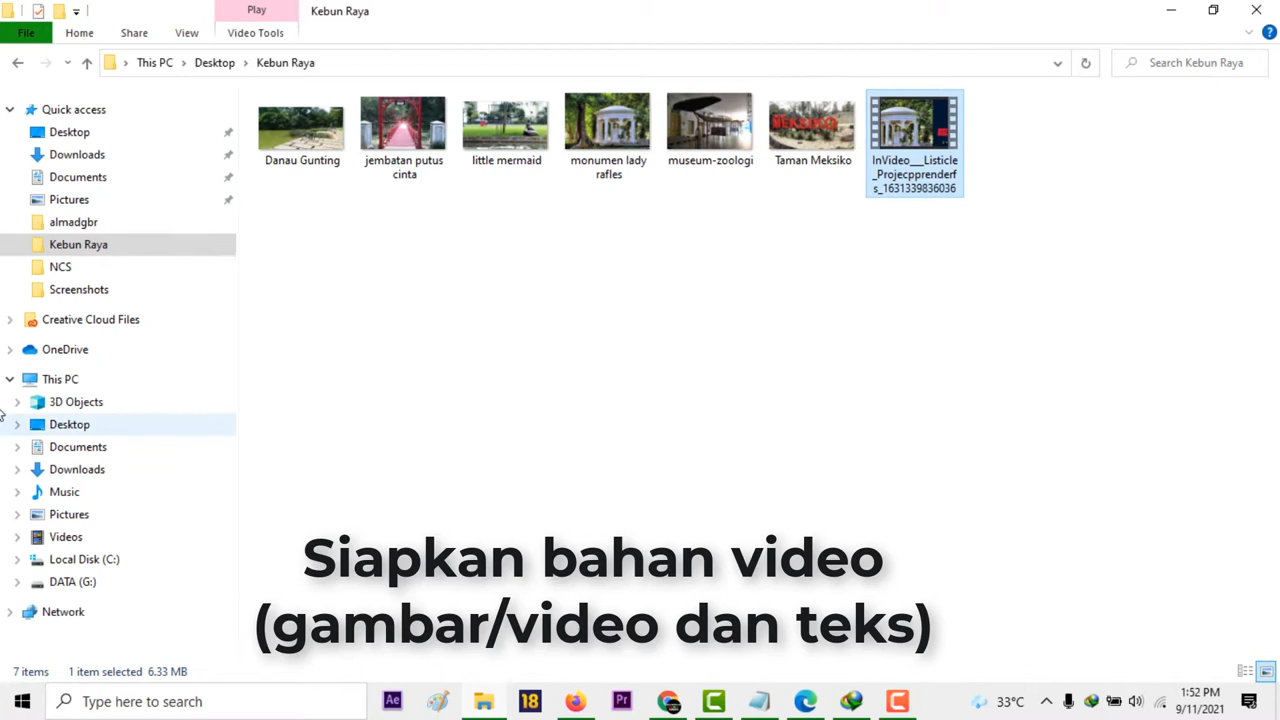 Play
Kebun Raya
File
Home
Share
View
Video Tools
This PC
Desktop
Kebun Raya
Search Kebun Raya
Quick access
Desktop
Downloads
Documents
Pictures
almadgbr
Kebun Raya
NCS
Screenshots
Creative Cloud Files
OneDrive
This PC
3D Objects
Desktop
Documents
Downloads
Music
Pictures
Videos
Local Disk (C:)
DATA (G:)
Network
Danau Gunting
jembatan putus
cinta
little mermaid
monumen lady
rafles
museum-zoologi
MEKSIKO
Taman Meksiko
InVideo___Listicle
_Projecpprenderf
s_1631339836036
Siapkan bahan video
(gambar/video dan teks)
7 items
1 item selected 6.33 MB
Type here to search
Ae
18
Pr
33°C
1:52 PM
9/11/2021